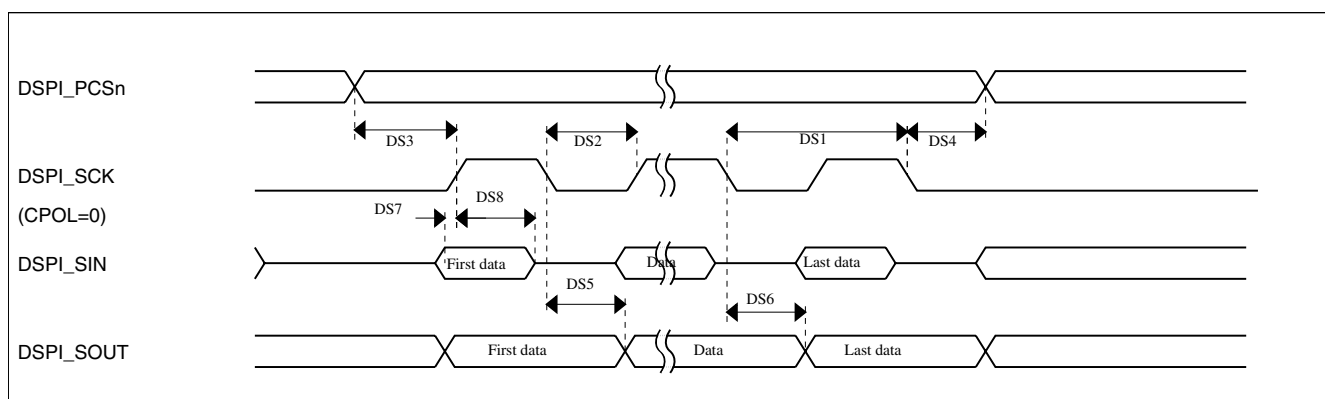 DSPI_PCSn
DS3
DS2
DS1
DS4
DSPI_SCK
(CPOL=0)
DS7
DS8
DSPI_SIN
First data
Data
Last data
DS5
DS6
DSPI_SOUT
First data
Data
Last data